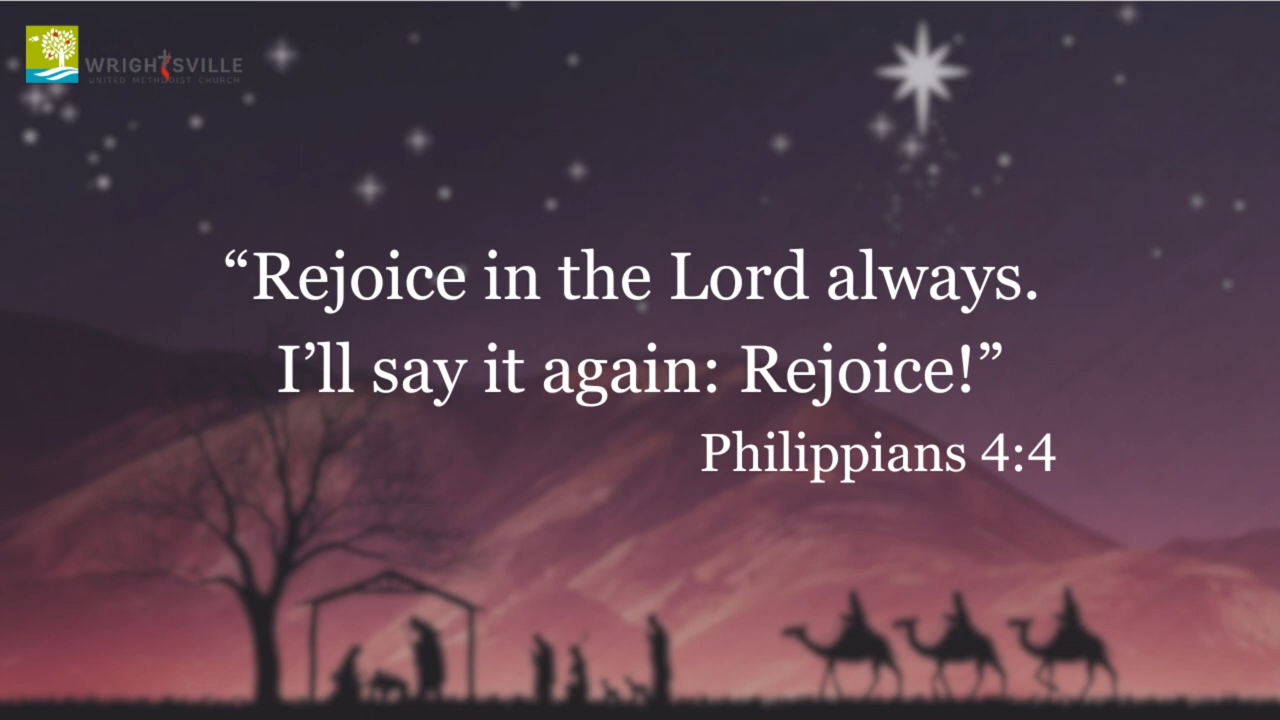 WRIGHTSVILLE
UNITED METHODIST CHURCH
“Rejoice in the Lord always.
I’ll say it again: Rejoice!”
Philippians 4:4